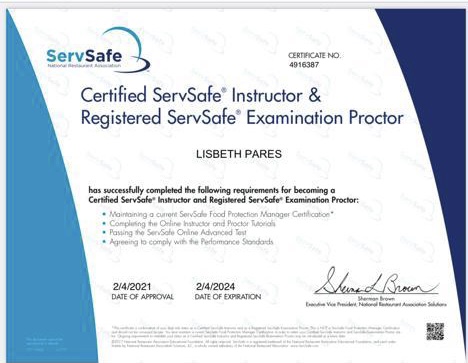 ServSafe
National Restaurant Association
CERTIFICATE NO.
4916387
Certified ServSafe® Instructor &
Registered ServSafe® Examination Proctor
LISBETH PARES
has successfully completed the following requirements for becoming a
Certified ServSafe® Instructor and Registered ServSafe® Examination Proctor:
• Maintaining a current ServSafe Food Protection Manager Certification*
• Completing the Online Instructor and Proctor Tutorials
• Passing the ServSafe Online Advanced Test
• Agreeing to comply with the Performance Standards
2/4/2021
DATE OF APPROVAL
2/4/2024
DATE OF EXPIRATION
Sherman Brown
Sherman Brown
Executive Vice President, National Restaurant Association Solutions